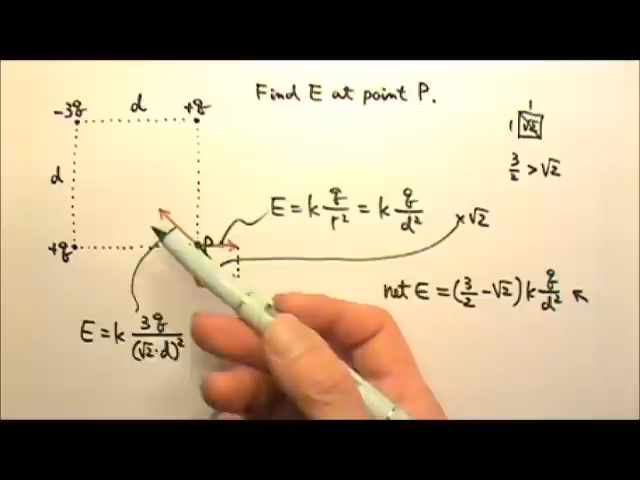 Find E at point P.
-3q d +q
1
1 √2
3/2 > √2
d
E = k q/r² = k q/d²
×√2
+q P
net E = (3/2 - √2) k q/d²
E = k 3q/(√2·d)²